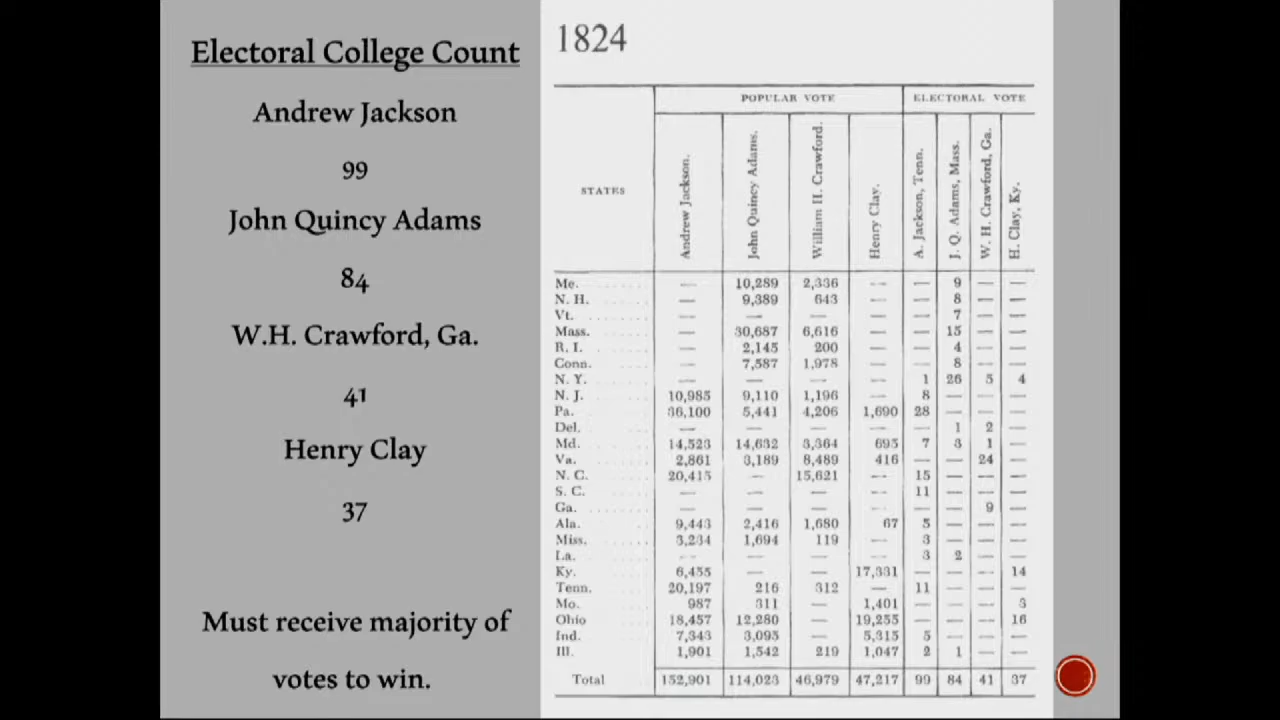 Electoral College Count
Andrew Jackson
99
John Quincy Adams
84
W.H. Crawford, Ga.
41
Henry Clay
37
Must receive majority of
votes to win.
1824
STATES
POPULAR VOTE
ELECTORAL VOTE
Andrew Jackson.
John Quincy Adams.
William H. Crawford.
Henry Clay.
A. Jackson, Tenn.
J. Q. Adams, Mass.
W. H. Crawford, Ga.
H. Clay, Ky.
Me. — 10,289 2,336 — — 9 — —
N. H. — 9,389 643 — — 8 — —
Vt. — — — — — 7 — —
Mass. — 30,687 6,616 — — 15 — —
R. I. — 2,145 200 — — 4 — —
Conn. — 7,587 1,978 — — 8 — —
N. Y. — — — — 1 26 5 4
N. J. 10,985 9,110 1,196 — 8 — — —
Pa. 36,100 5,441 4,206 1,690 28 — — —
Del. — — — — — 1 2 —
Md. 14,523 14,632 3,364 695 7 3 1 —
Va. 2,861 3,189 8,489 416 — — 24 —
N. C. 20,415 — 15,621 — 15 — — —
S. C. — — — — 11 — — —
Ga. — — — — — — 9 —
Ala. 9,443 2,416 1,680 67 5 — — —
Miss. 3,234 1,694 119 — 3 — — —
La. — — — — 3 2 — —
Ky. 6,455 — — 17,331 — — — 14
Tenn. 20,197 216 312 — 11 — — —
Mo. 987 311 — 1,401 — — — 3
Ohio 18,457 12,280 — 19,255 — — — 16
Ind. 7,343 3,095 — 5,315 5 — — —
Ill. 1,901 1,542 219 1,047 2 1 — —
Total 152,901 114,023 46,979 47,217 99 84 41 37